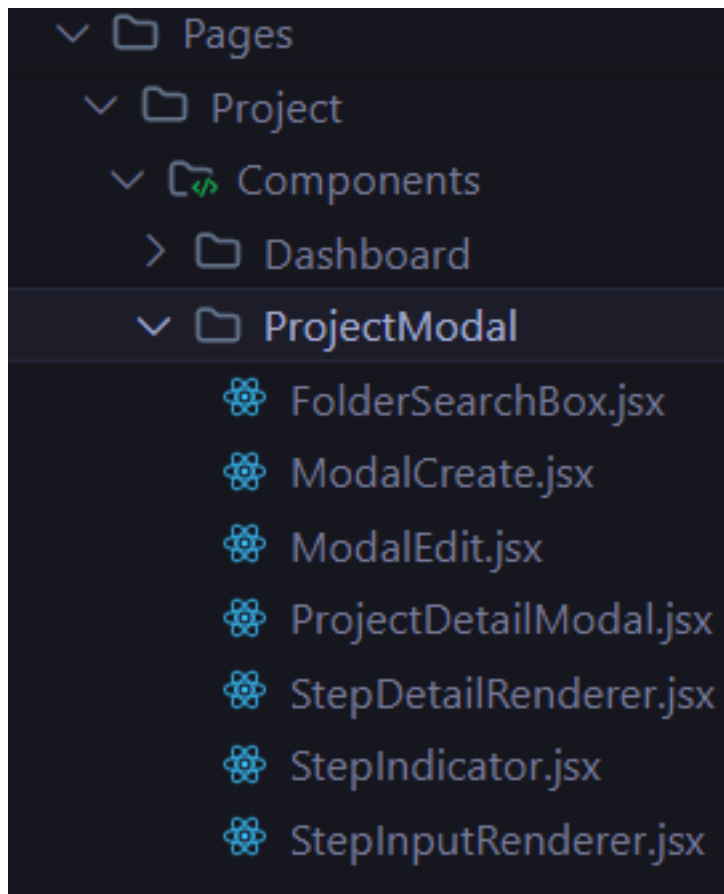 Pages
Project
Components
Dashboard
ProjectModal
FolderSearchBox.jsx
ModalCreate.jsx
ModalEdit.jsx
ProjectDetailModal.jsx
StepDetailRenderer.jsx
StepIndicator.jsx
StepInputRenderer.jsx